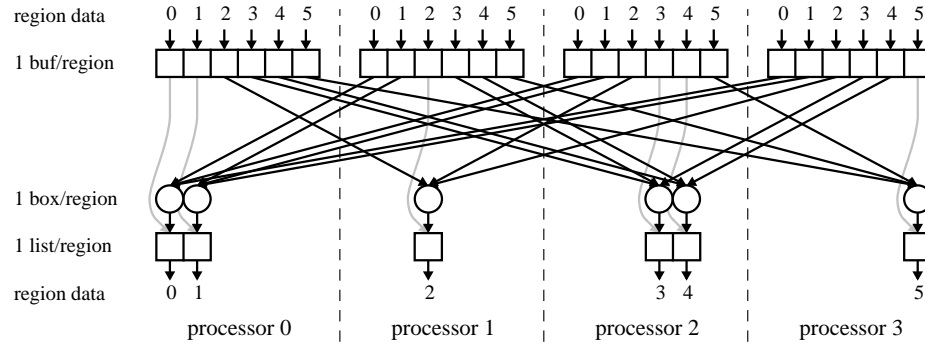 region data 0 1 2 3 4 5 0 1 2 3 4 5 0 1 2 3 4 5 0 1 2 3 4 5
1 buf/region
1 box/region
1 list/region
region data 0 1 2 3 4 5
processor 0 processor 1 processor 2 processor 3